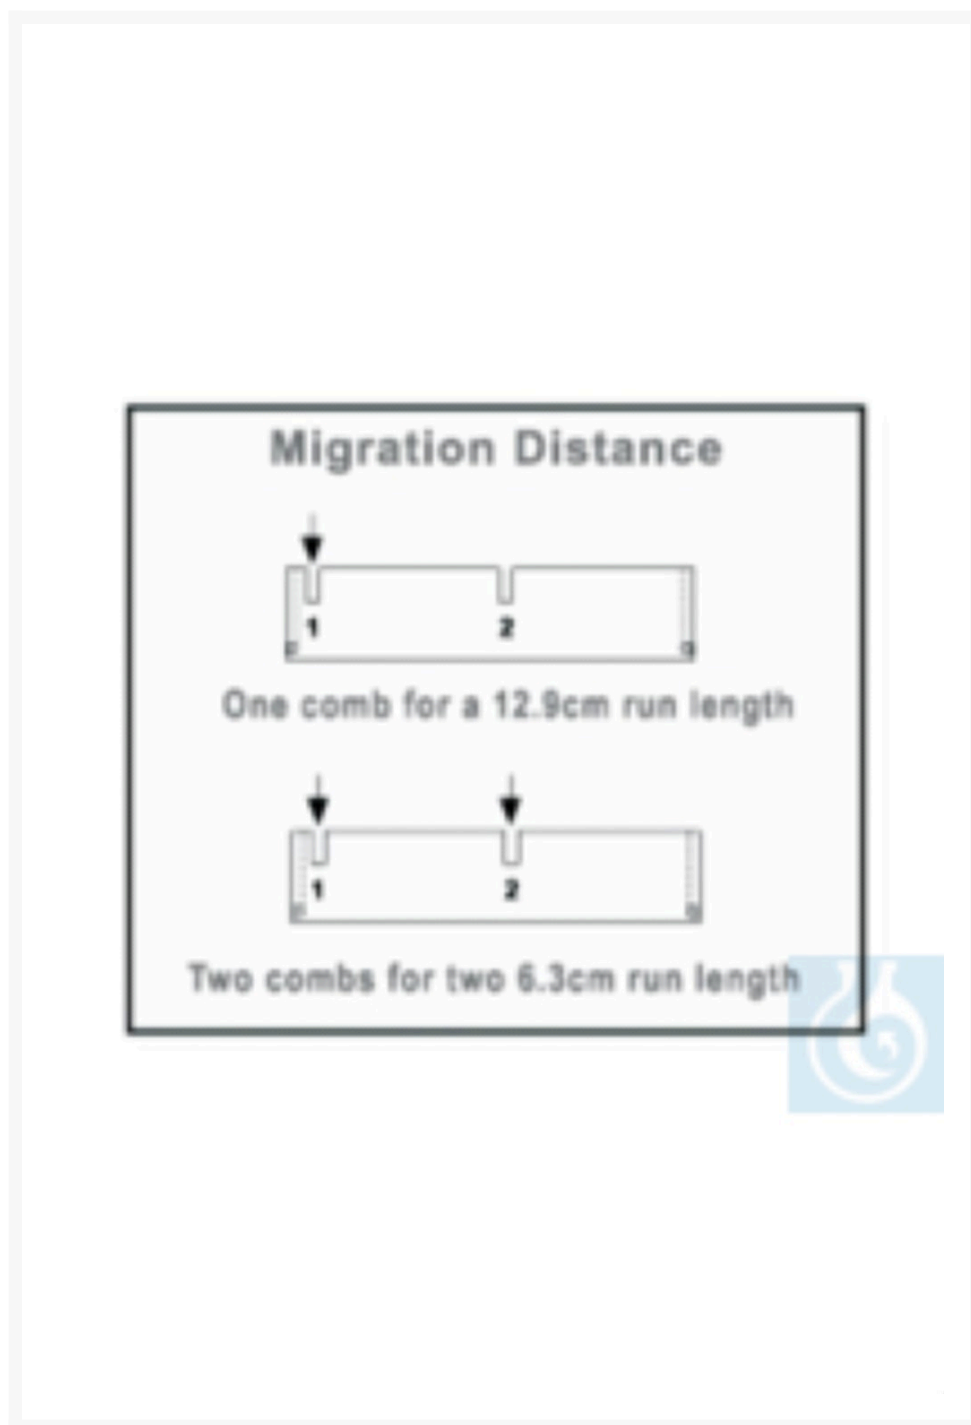 Migration Distance
1 2
One comb for a 12.9cm run length
1 2
Two combs for two 6.3cm run length